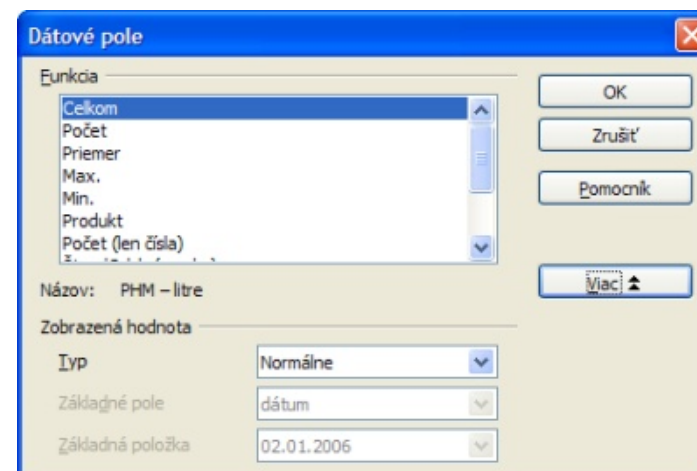 Dátové pole
Funkcia
Celkom
Počet
Priemer
Max.
Min.
Produkt
Počet (len čísla)
Názov: PHM – litre
Zobrazená hodnota
Typ Normálne
Základné pole dátum
Základná položka 02.01.2006
OK
Zrušiť
Pomocník
Viac